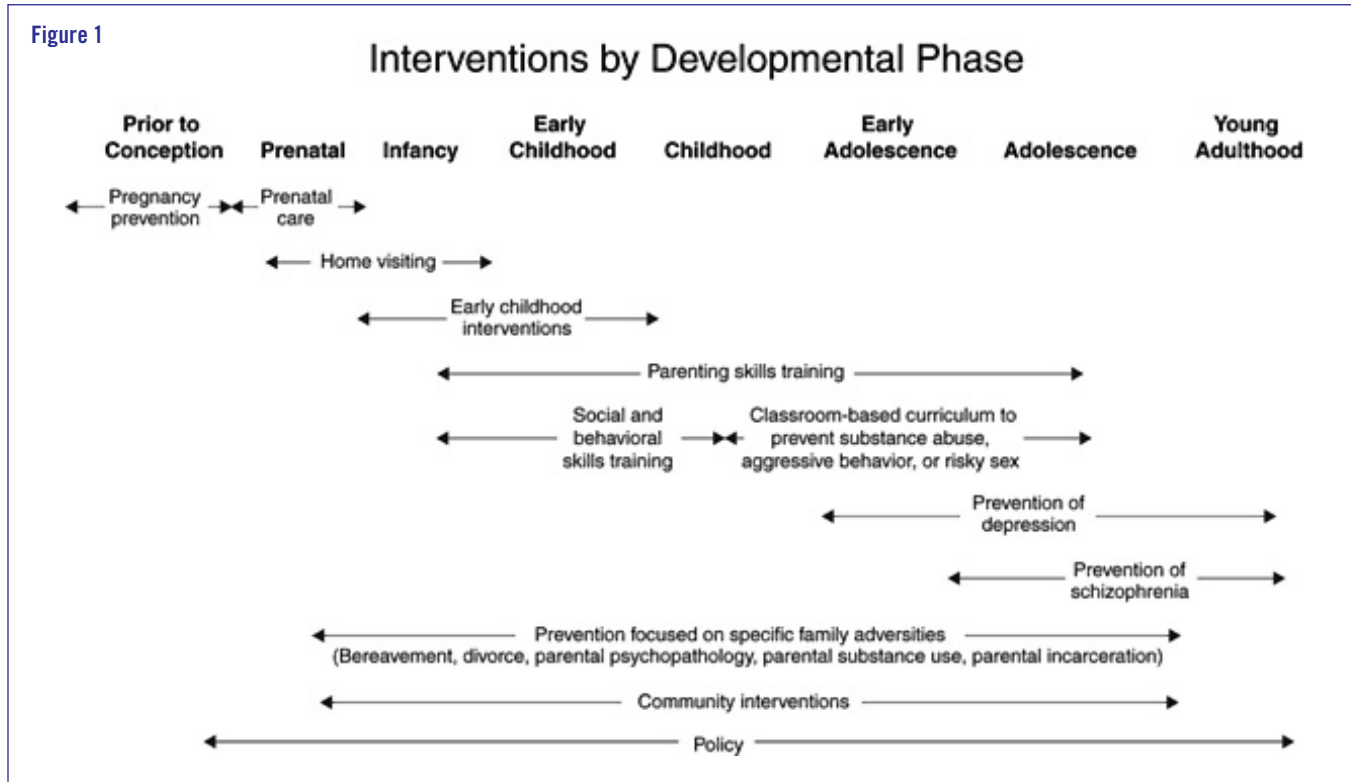 Figure 1
Interventions by Developmental Phase
Prior to
Conception
Prenatal
Infancy
Early
Childhood
Childhood
Early
Adolescence
Adolescence
Young
Adulthood
Pregnancy
prevention
Prenatal
care
Home visiting
Early childhood
interventions
Parenting skills training
Social and
behavioral
skills training
Classroom-based curriculum to
prevent substance abuse,
aggressive behavior, or risky sex
Prevention of
depression
Prevention of
schizophrenia
Prevention focused on specific family adversities
(Bereavement, divorce, parental psychopathology, parental substance use, parental incarceration)
Community interventions
Policy